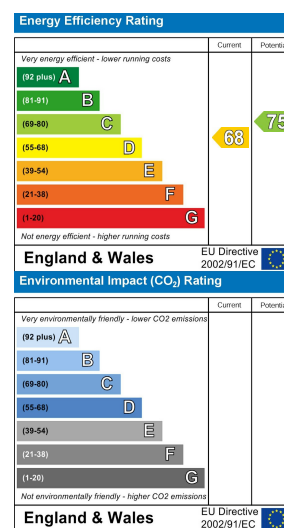 Energy Efficiency Rating
Current Potenti
Very energy efficient - lower running costs
(92 plus) A
(81-91) B
(69-80) C
(55-68) D
(39-54) E
(21-38) F
(1-20) G
68
75
Not energy efficient - higher running costs
England & Wales
EU Directive
2002/91/EC
Environmental Impact (CO₂) Rating
Current Potenti
Very environmentally friendly - lower CO2 emissions
(92 plus) A
(81-91) B
(69-80) C
(55-68) D
(39-54) E
(21-38) F
(1-20) G
Not environmentally friendly - higher CO2 emissions
England & Wales
EU Directive
2002/91/EC